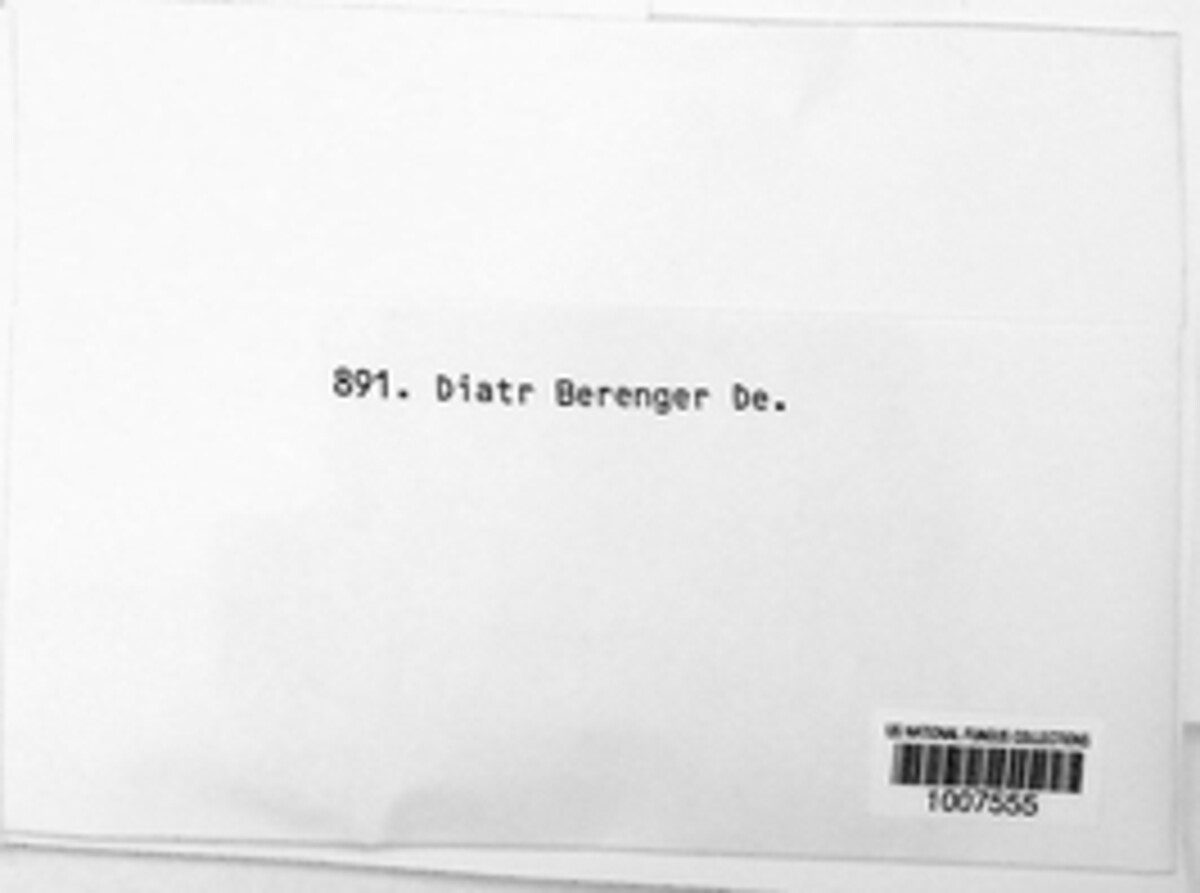 891. Diatr Berenger De.
US NATIONAL FUNGUS COLLECTIONS
1007555